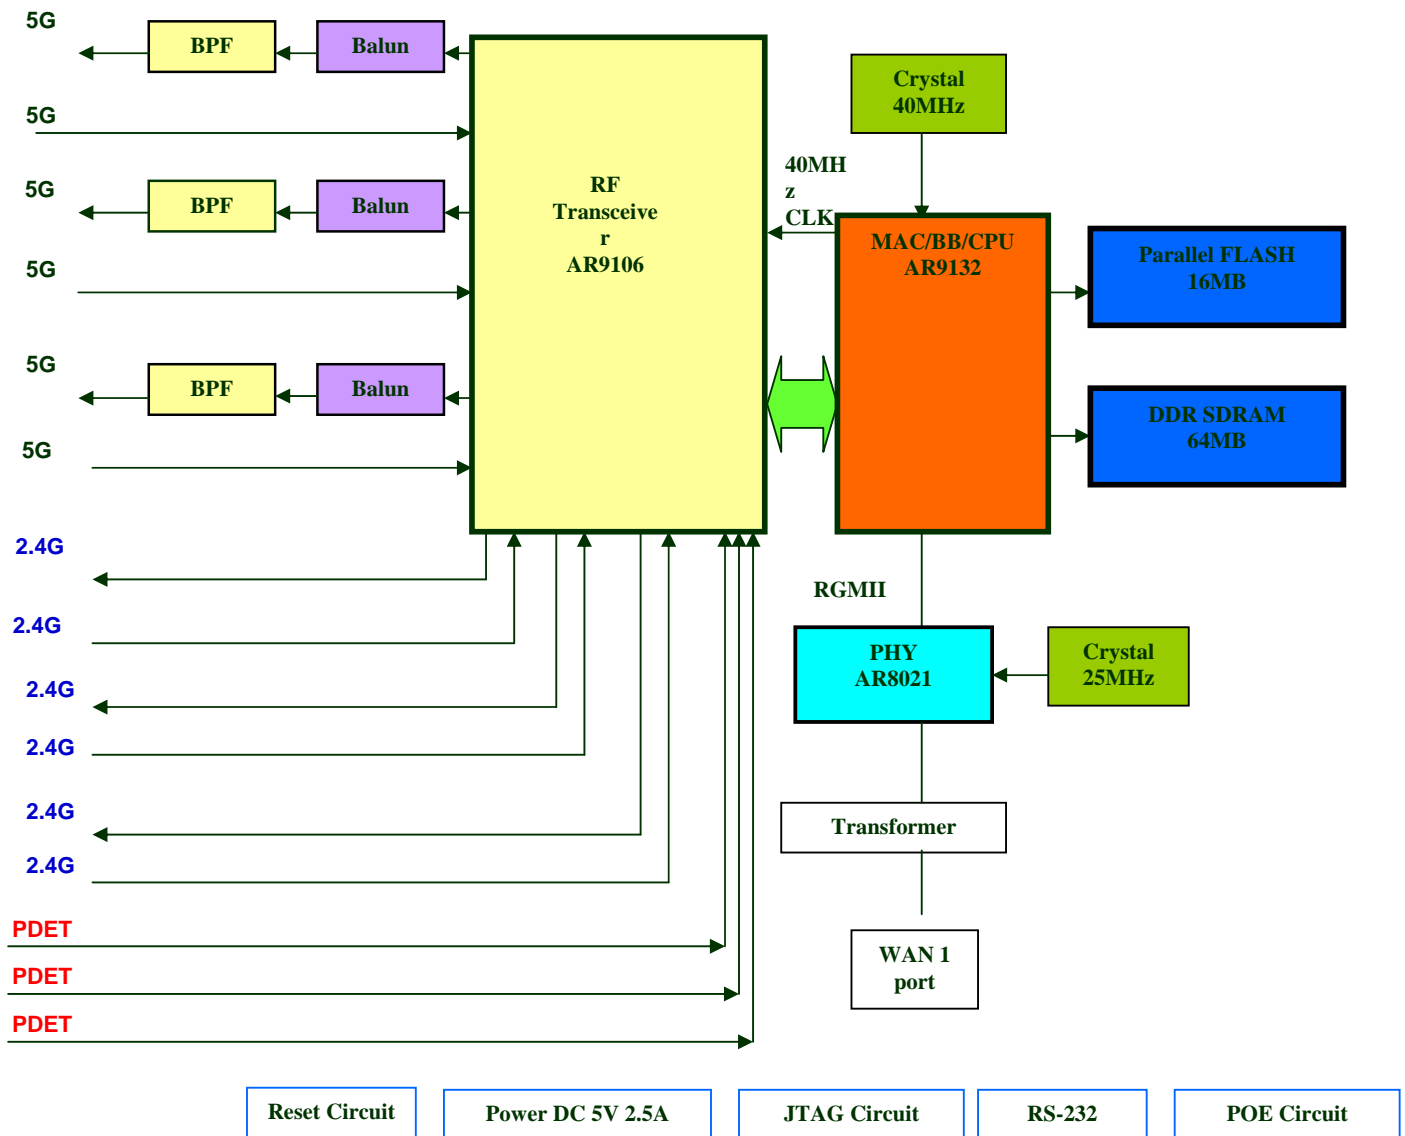 5G
BPF
Balun
5G
5G
BPF
Balun
5G
5G
BPF
Balun
5G
RF
Transceive
r
AR9106
Crystal
40MHz
40MH
z
CLK
MAC/BB/CPU
AR9132
Parallel FLASH
16MB
DDR SDRAM
64MB
2.4G
2.4G
2.4G
2.4G
2.4G
2.4G
RGMII
PHY
AR8021
Crystal
25MHz
Transformer
WAN 1
port
PDET
PDET
PDET
Reset Circuit
Power DC 5V 2.5A
JTAG Circuit
RS-232
POE Circuit